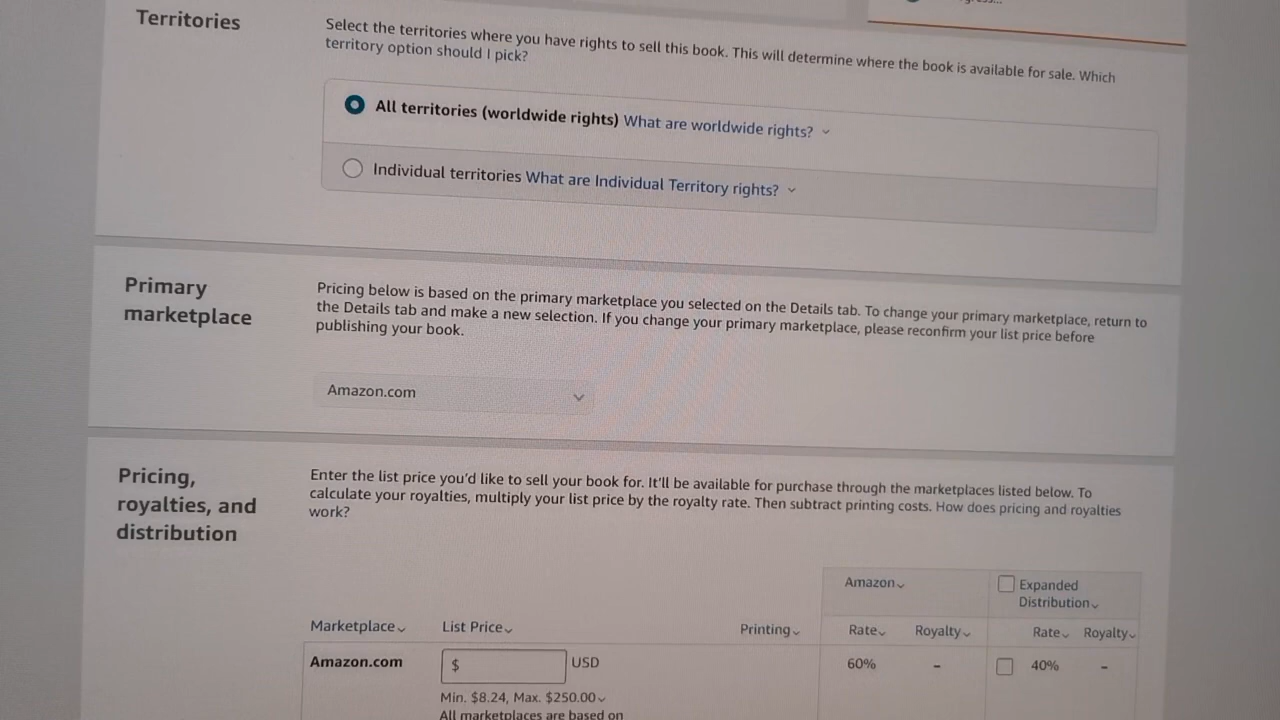 Territories
Select the territories where you have rights to sell this book. This will determine where the book is available for sale. Which
territory option should I pick?
All territories (worldwide rights) What are worldwide rights?
Individual territories What are Individual Territory rights?
Primary
marketplace
Pricing below is based on the primary marketplace you selected on the Details tab. To change your primary marketplace, return to
the Details tab and make a new selection. If you change your primary marketplace, please reconfirm your list price before
publishing your book.
Amazon.com
Pricing,
royalties, and
distribution
Enter the list price you'd like to sell your book for. It'll be available for purchase through the marketplaces listed below. To
calculate your royalties, multiply your list price by the royalty rate. Then subtract printing costs. How does pricing and royalties
work?
Amazon
Expanded
Distribution
Marketplace List Price Printing Rate Royalty Rate Royalty
Amazon.com $ USD 60% - 40% -
Min. $8.24, Max. $250.00
All marketplaces are based on